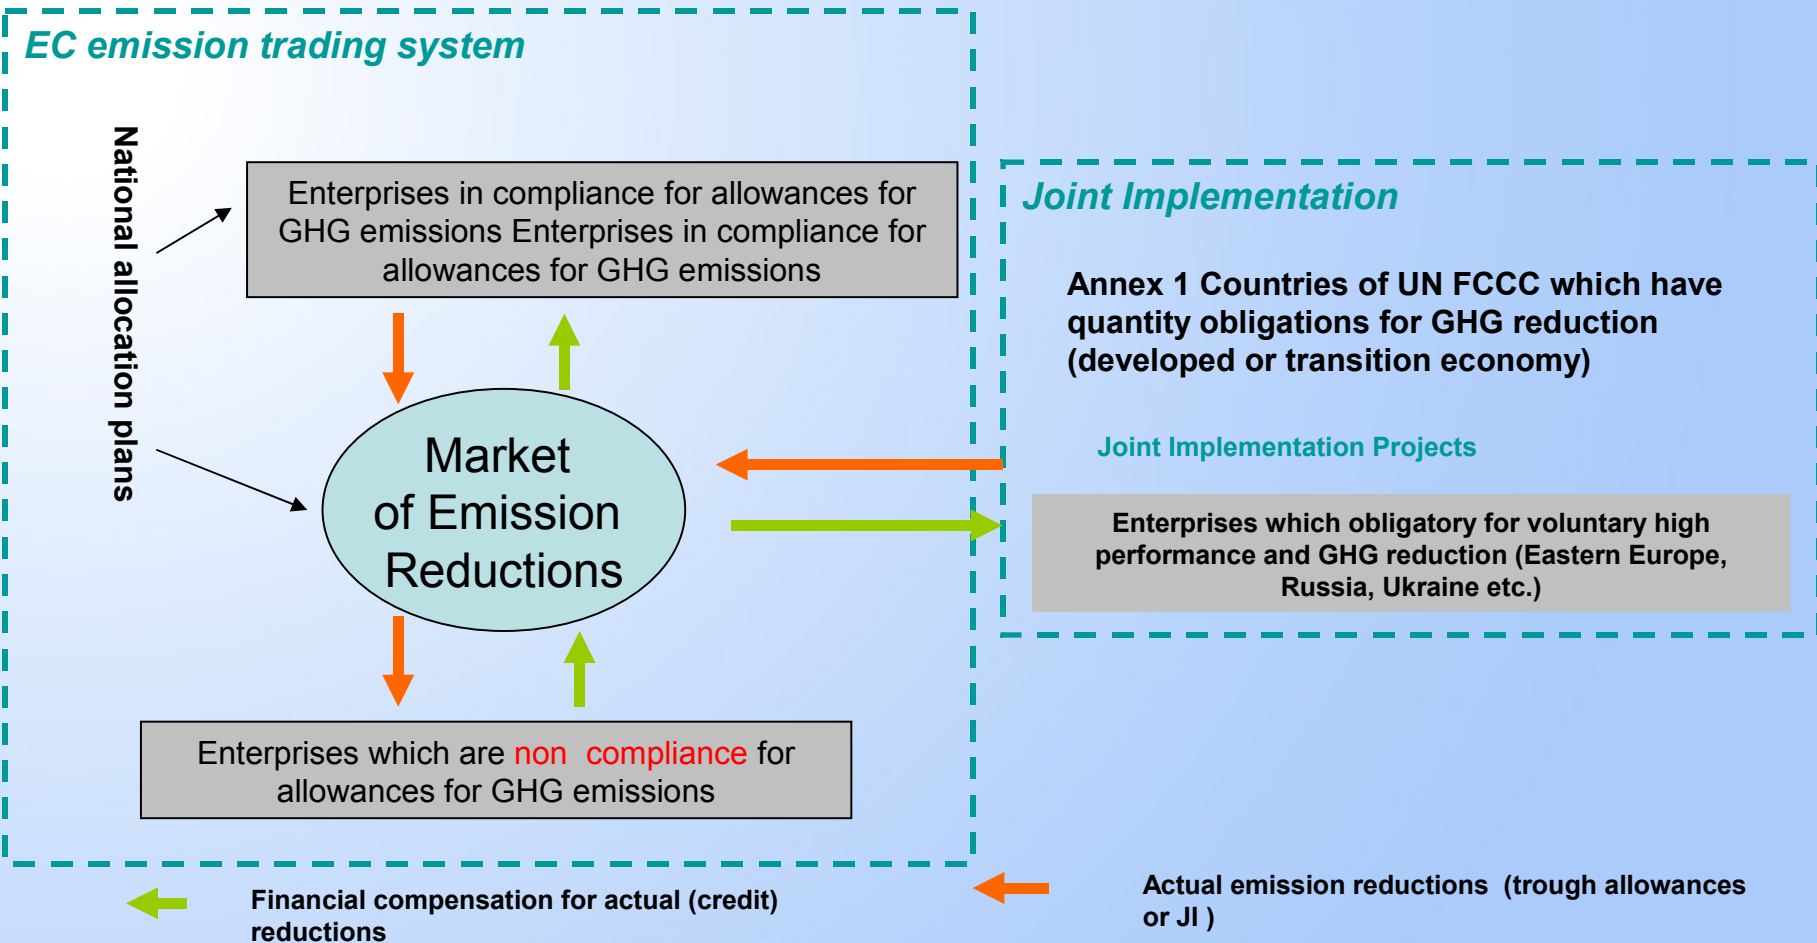 EC emission trading system
National allocation plans
Enterprises in compliance for allowances for
GHG emissions Enterprises in compliance for
allowances for GHG emissions
Market
of Emission
Reductions
Enterprises which are non  compliance for
allowances for GHG emissions
Joint Implementation
Annex 1 Countries of UN FCCC which have
quantity obligations for GHG reduction
(developed or transition economy)
Joint Implementation Projects
Enterprises which obligatory for voluntary high
performance and GHG reduction (Eastern Europe,
Russia, Ukraine etc.)
Financial compensation for actual (credit)
reductions
Actual emission reductions  (trough allowances
or JI )